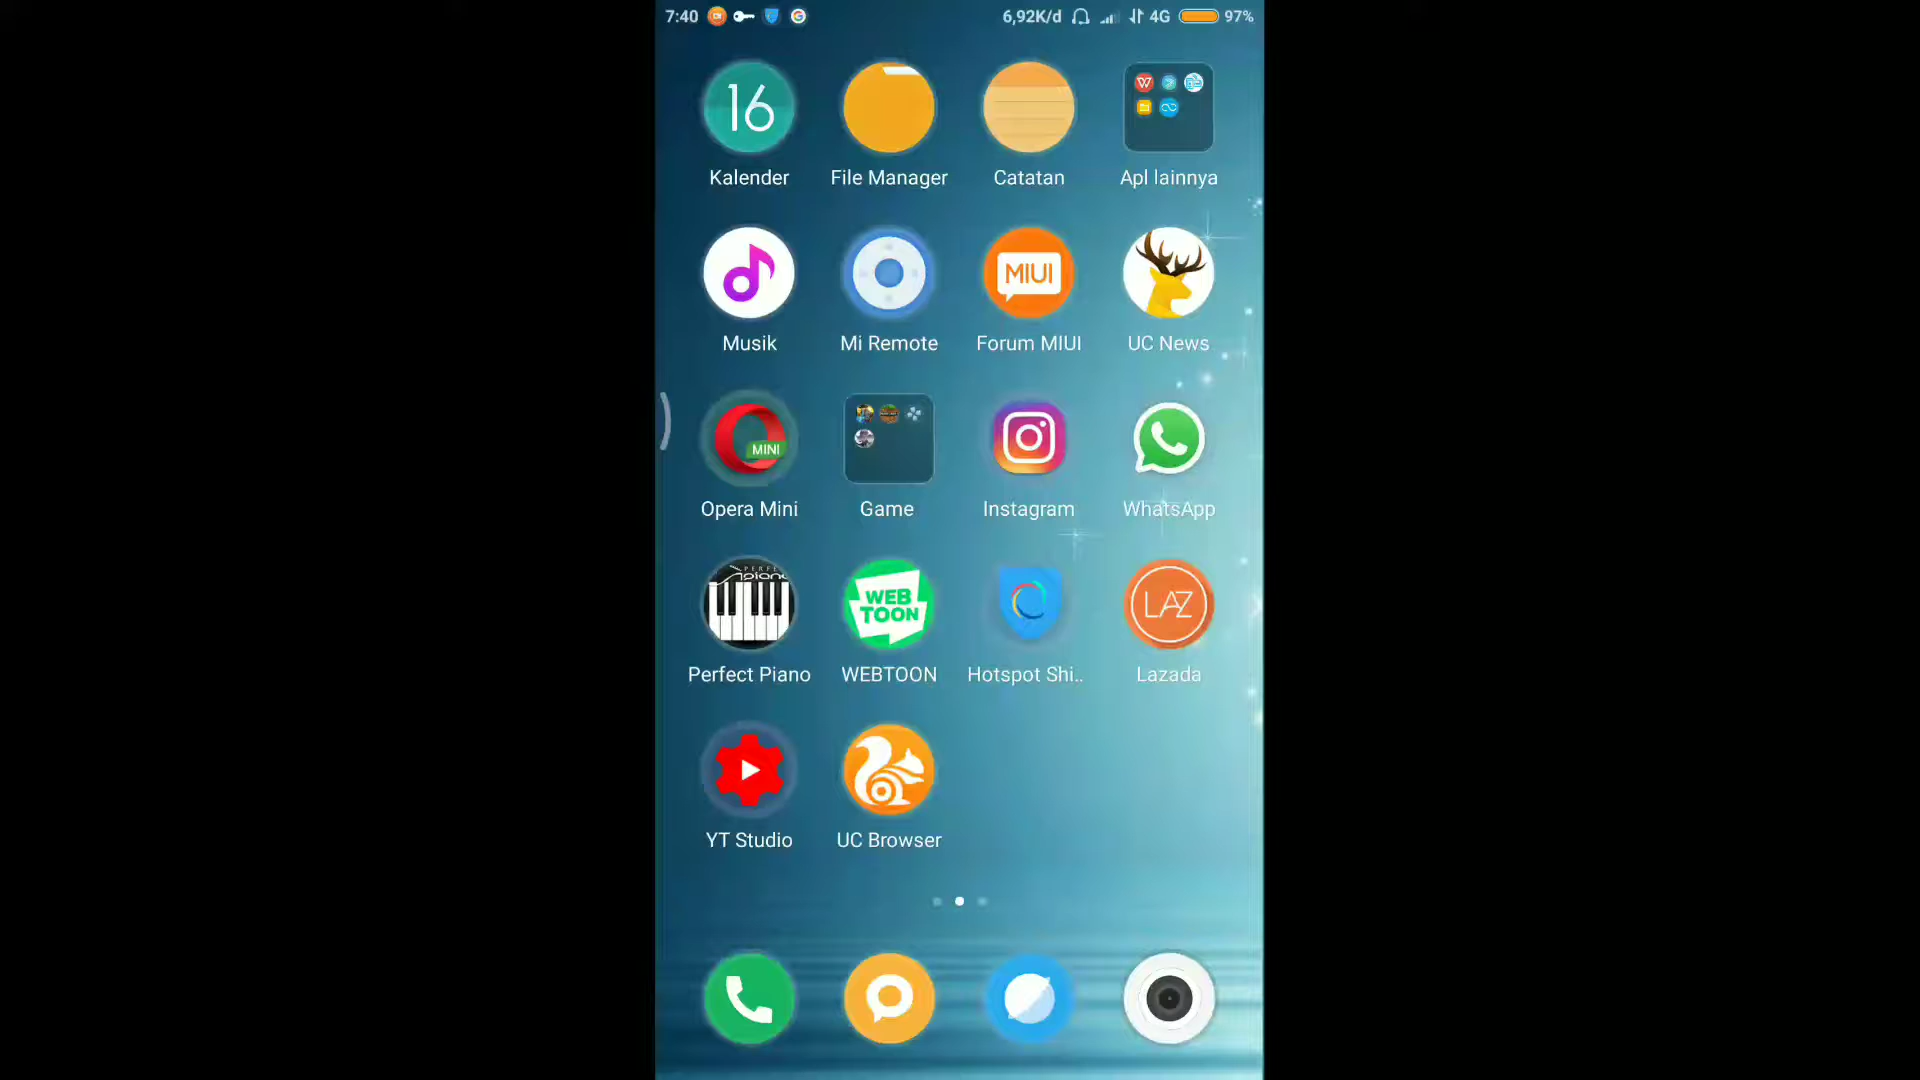 7:40 6,92K/d 4G 97%
16
Kalender File Manager Catatan Apl lainnya
MIUI
Musik Mi Remote Forum MIUI UC News
MINI
Opera Mini Game Instagram WhatsApp
PERFE
piano
WEB
TOON
LAZ
Perfect Piano WEBTOON Hotspot Shi.. Lazada
YT Studio UC Browser